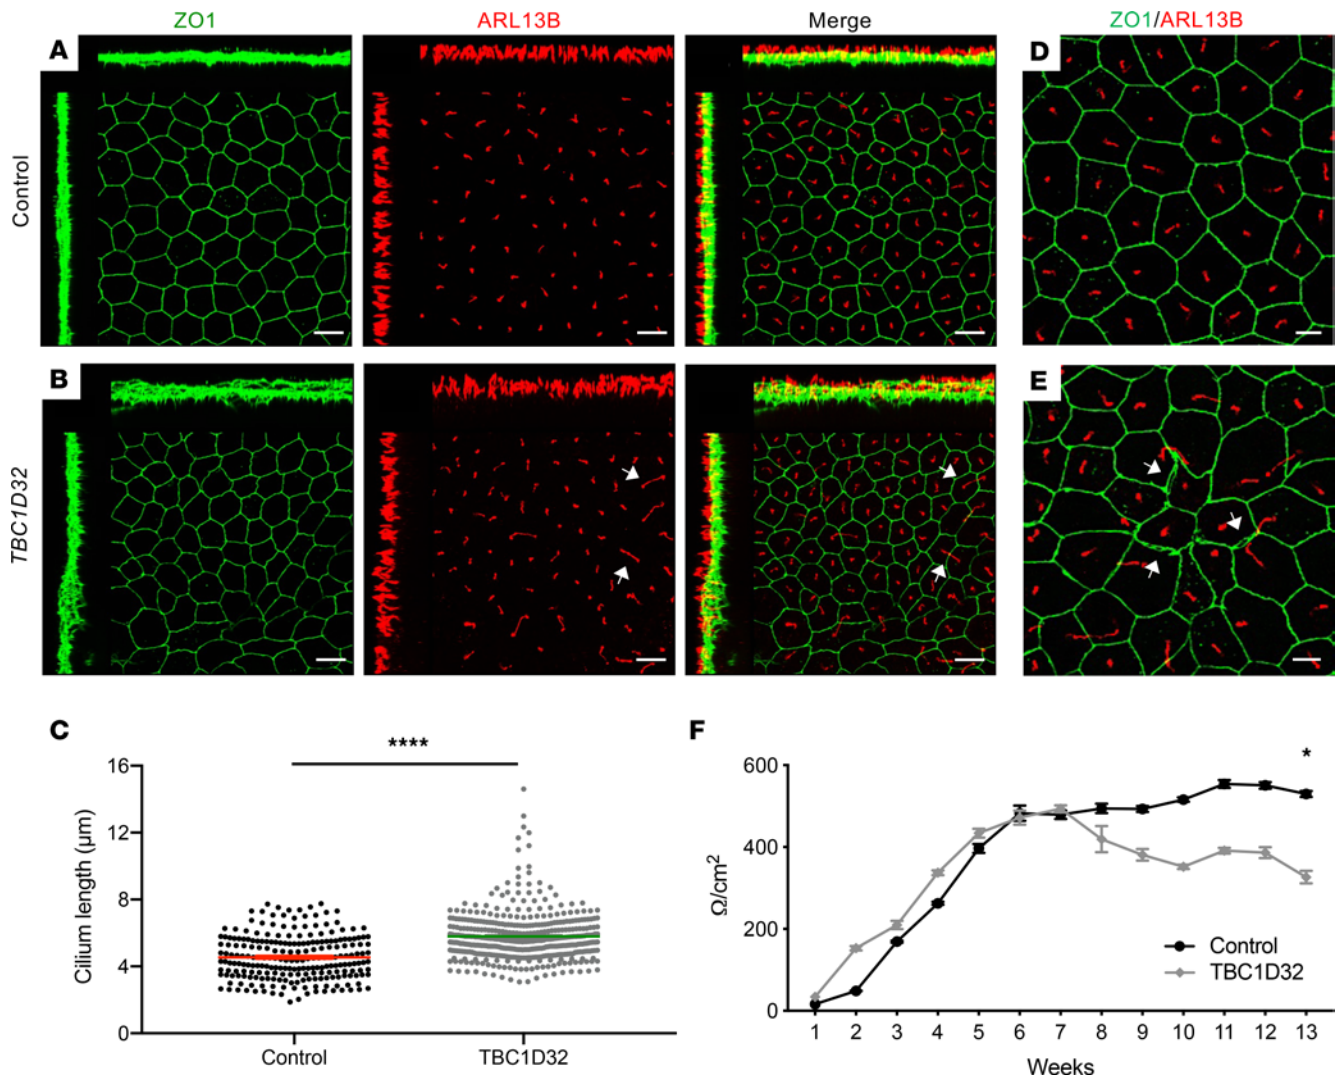 ZO1
ARL13B
Merge
ZO1/ARL13B
A
D
Control
B
E
TBC1D32
C
F
****
*
16
12
8
4
0
Cilium length (µm)
Control
TBC1D32
600
400
200
0
Ω/cm²
Control
TBC1D32
1 2 3 4 5 6 7 8 9 10 11 12 13
Weeks